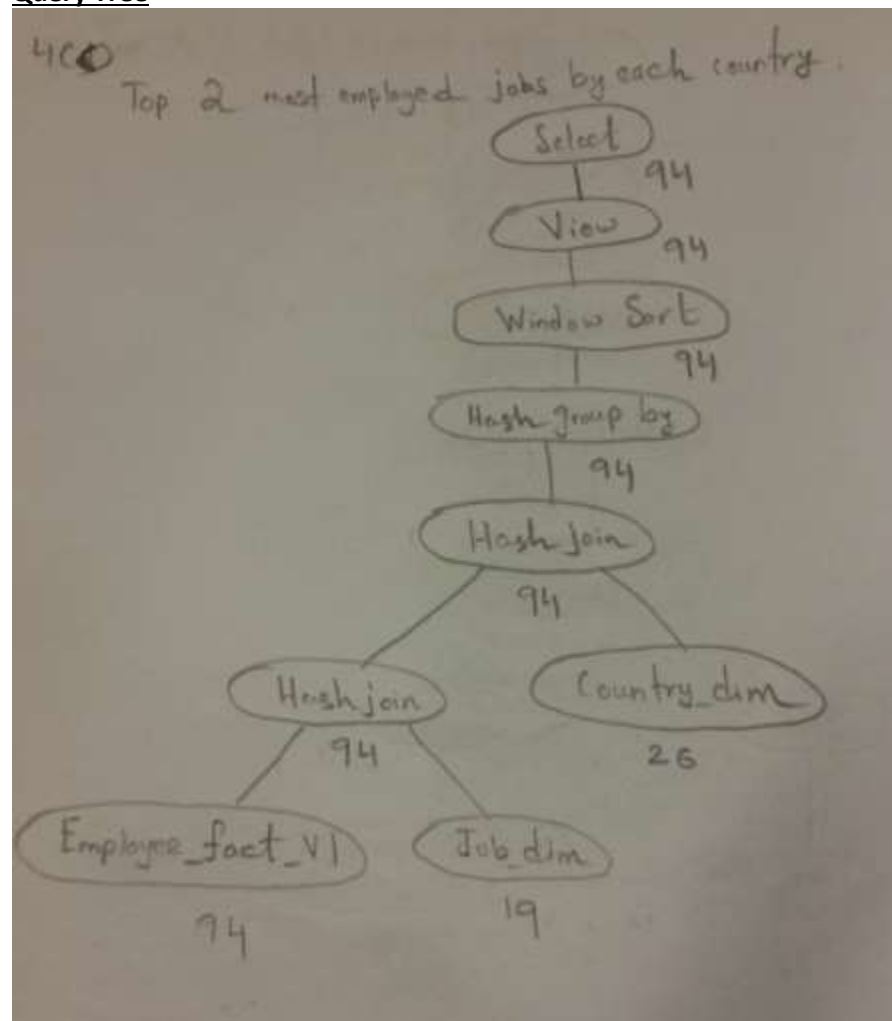 Query Tree
Top 2 most employed jobs by each country.
Select
94
View
94
Window Sort
94
Hash group by
94
Hash Join
94
Hash join
94
Country_dim
26
Employee_fact_V1
94
Job_dim
19